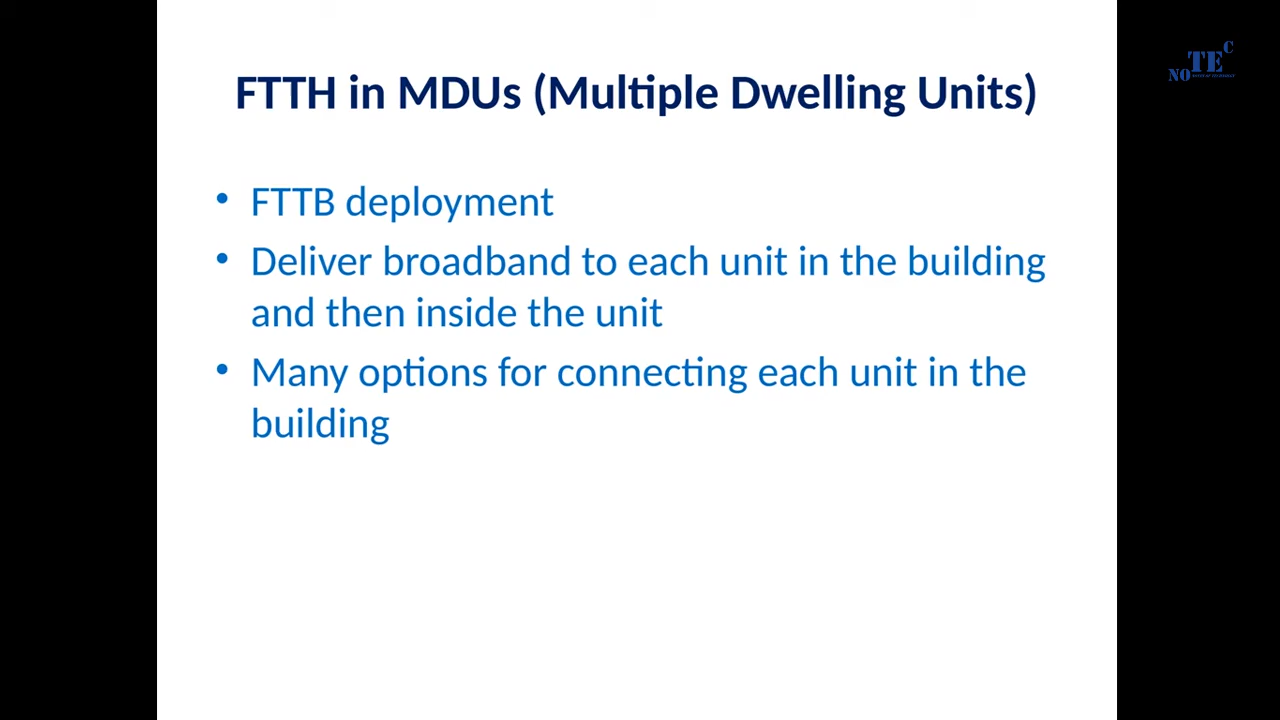 FTTH in MDUs (Multiple Dwelling Units)
• FTTB deployment
• Deliver broadband to each unit in the building
and then inside the unit
• Many options for connecting each unit in the
building
NOTEC